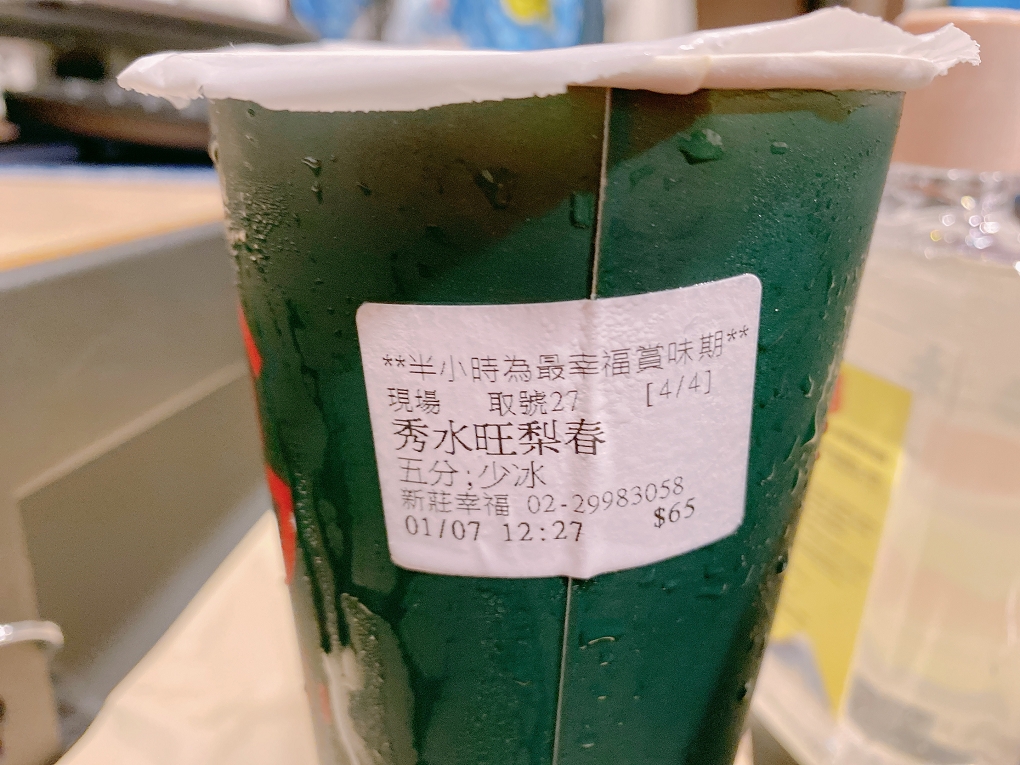 **半小時為最幸福賞味期**
現場 取號27 [4/4]
秀水旺梨春
五分;少冰
新莊幸福 02-29983058
01/07 12:27 $65